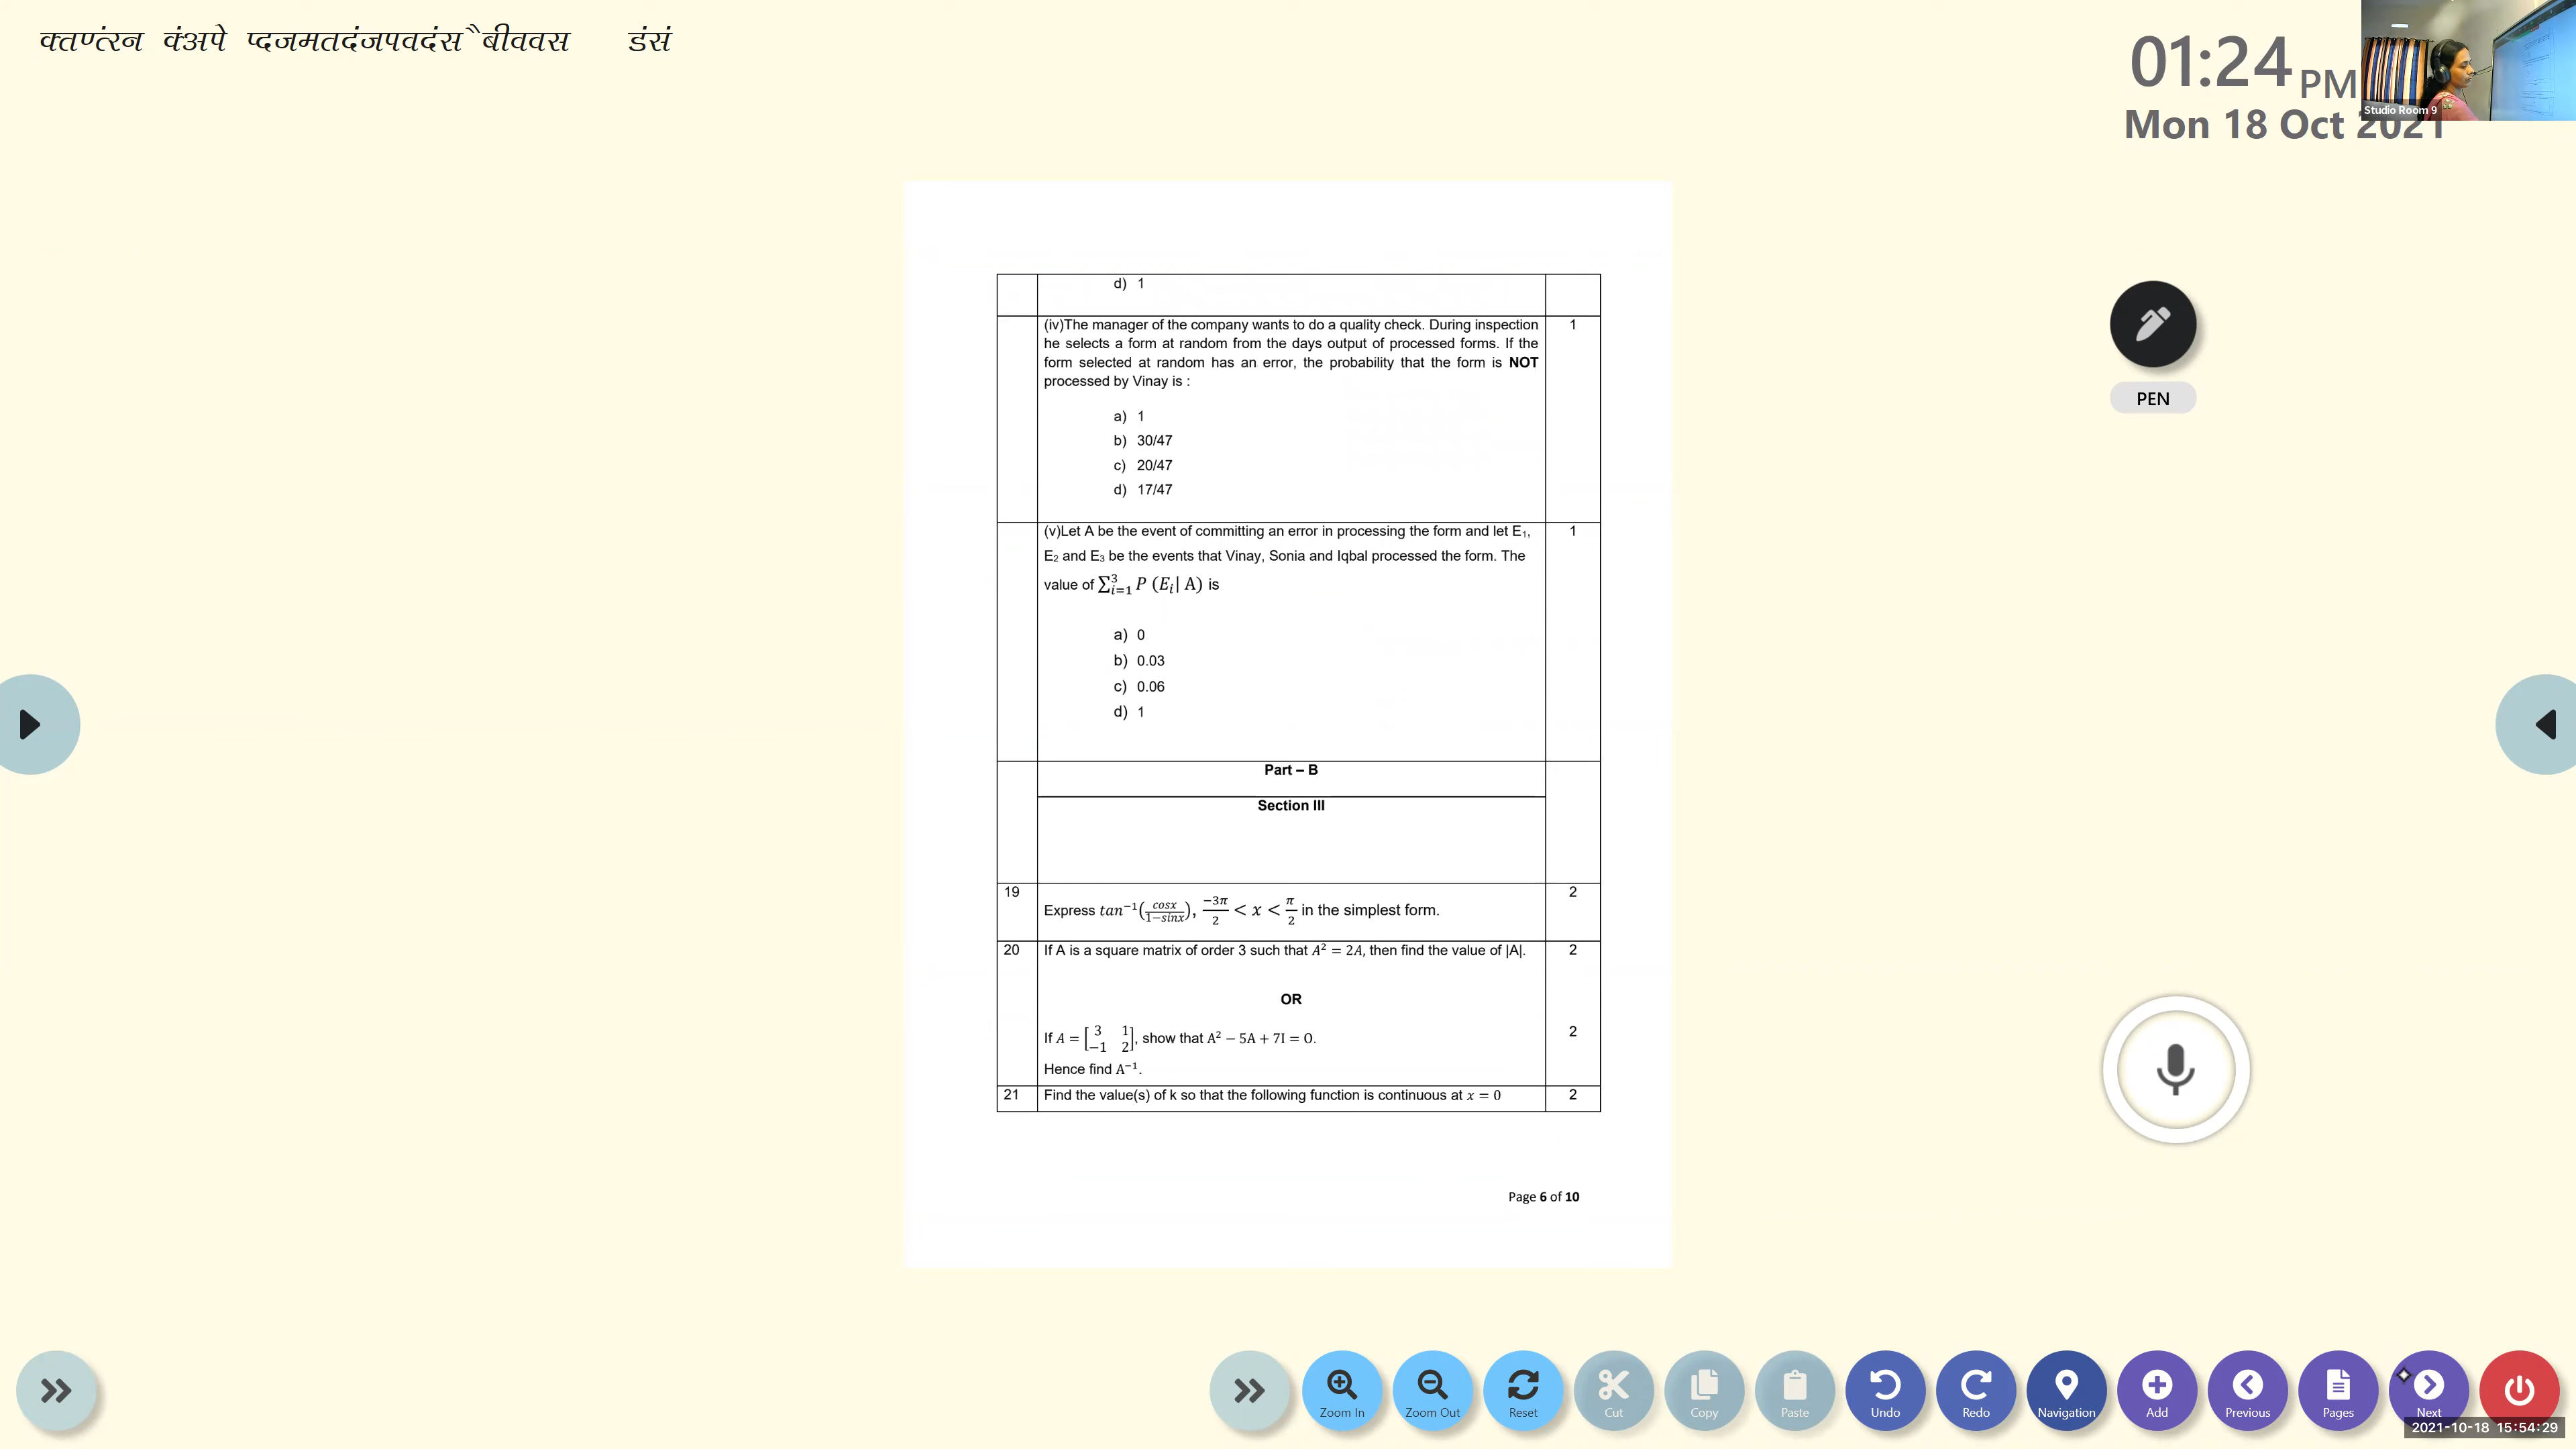 क्तण्त्ंरन क्ंअपे प्दजमतदंजपवदंस ैबीववस डंसं
01:24 PM
Mon 18 Oct 2021
Studio Room 9
d) 1
(iv)The manager of the company wants to do a quality check. During inspection 1
he selects a form at random from the days output of processed forms. If the
form selected at random has an error, the probability that the form is NOT
processed by Vinay is :
a) 1
b) 30/47
c) 20/47
d) 17/47
(v)Let A be the event of committing an error in processing the form and let E₁, 1
E₂ and E₃ be the events that Vinay, Sonia and Iqbal processed the form. The
value of ∑³ᵢ₌₁ P (Eᵢ| A) is
a) 0
b) 0.03
c) 0.06
d) 1
Part – B
Section III
19 Express tan⁻¹(cosx/1−sinx), −3π/2 < x < π/2 in the simplest form. 2
20 If A is a square matrix of order 3 such that A² = 2A, then find the value of |A|. 2
OR
If A = [3 1 −1 2], show that A² − 5A + 7I = O. 2
Hence find A⁻¹.
21 Find the value(s) of k so that the following function is continuous at x = 0 2
Page 6 of 10
PEN
Zoom In Zoom Out Reset Cut Copy Paste Undo Redo Navigation Add Previous Pages Next
2021-10-18 15:54:29